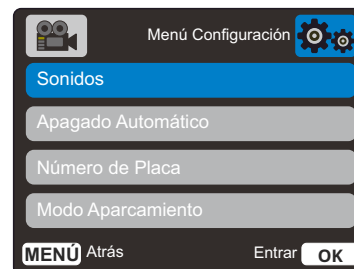 Menú Configuración
Sonidos
Apagado Automático
Número de Placa
Modo Aparcamiento
MENÚ Atrás Entrar OK